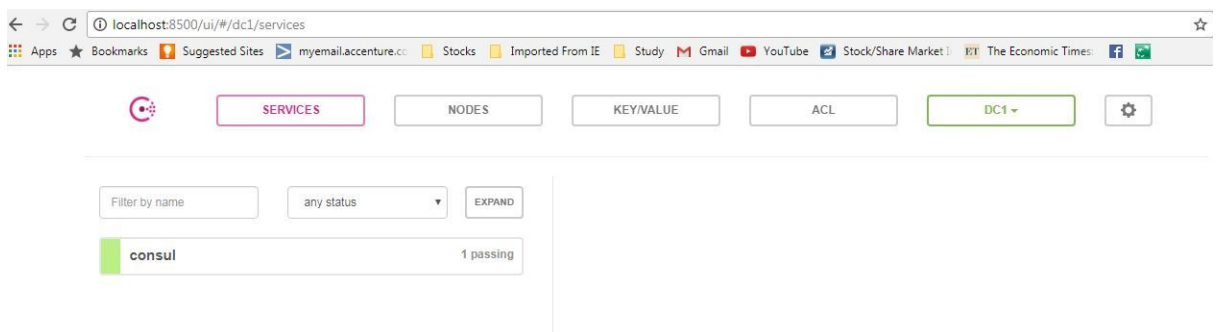 localhost:8500/ui/#/dc1/services
Apps Bookmarks Suggested Sites myemail.accenture.cc Stocks Imported From IE Study Gmail YouTube Stock/Share Market I ET The Economic Times:
SERVICES NODES KEY/VALUE ACL DC1
Filter by name any status EXPAND
consul 1 passing